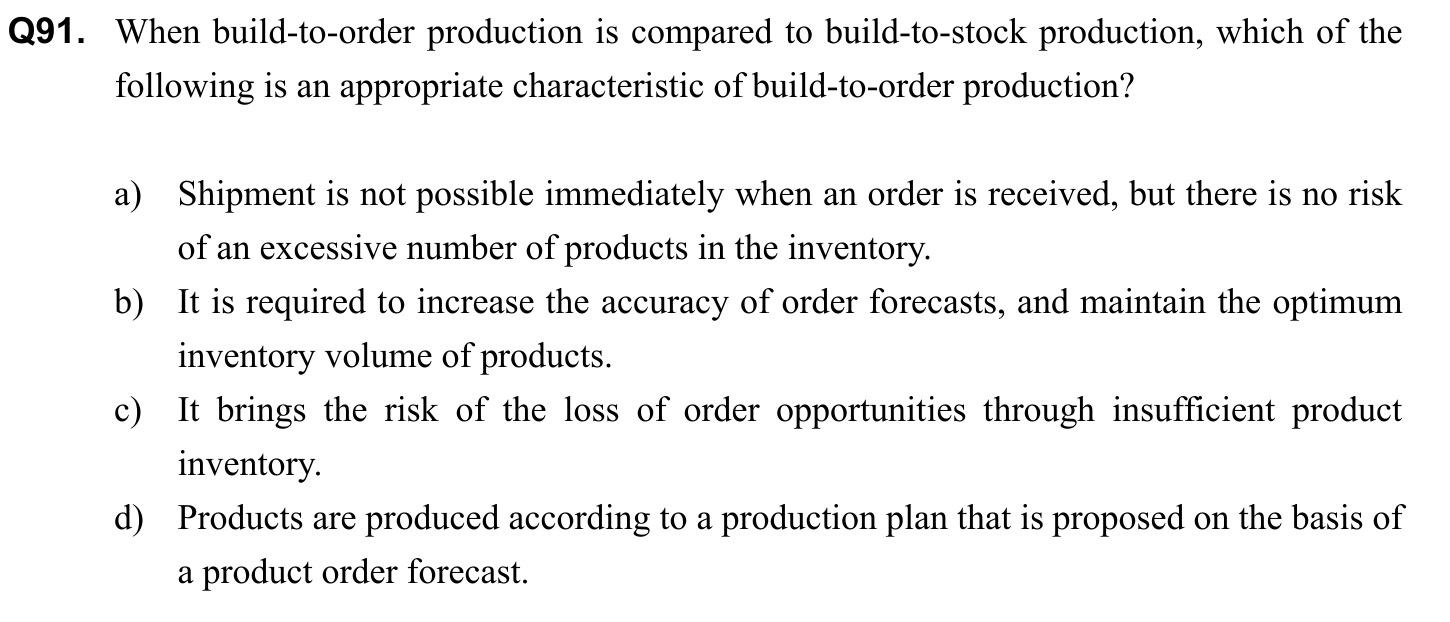 Q91. When build-to-order production is compared to build-to-stock production, which of the
following is an appropriate characteristic of build-to-order production?
a) Shipment is not possible immediately when an order is received, but there is no risk
of an excessive number of products in the inventory.
b) It is required to increase the accuracy of order forecasts, and maintain the optimum
inventory volume of products.
c) It brings the risk of the loss of order opportunities through insufficient product
inventory.
d) Products are produced according to a production plan that is proposed on the basis of
a product order forecast.